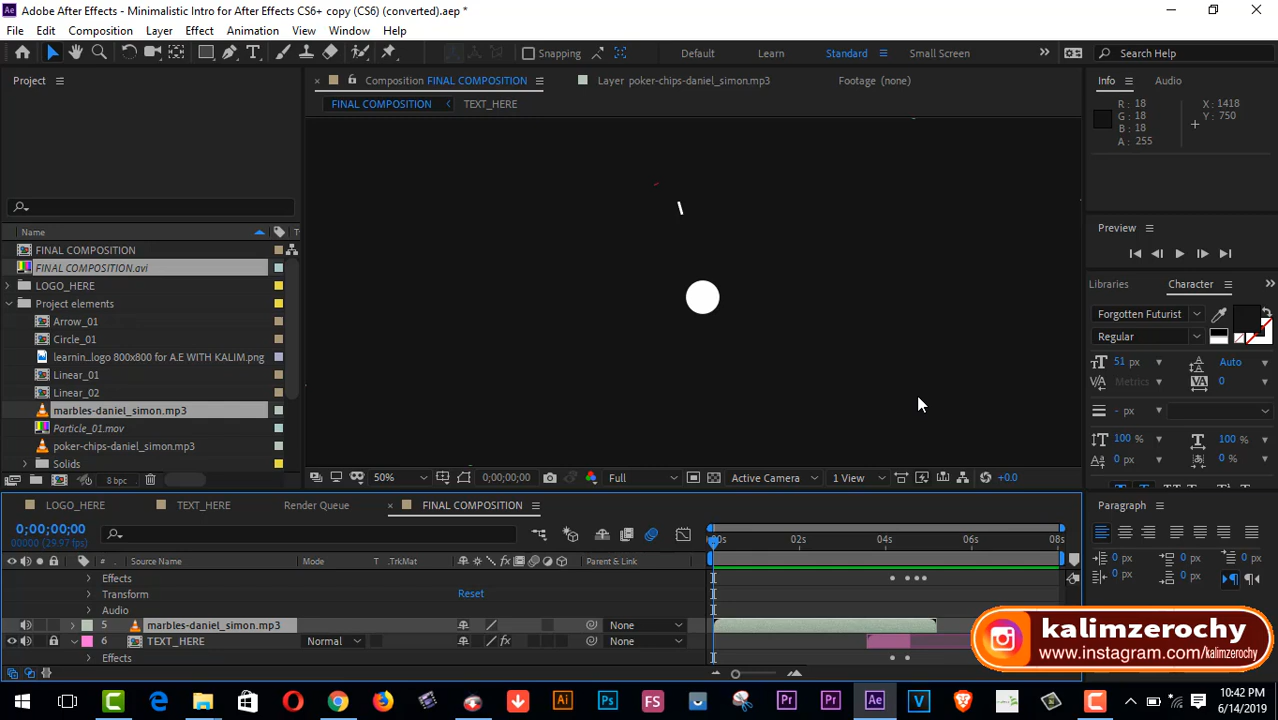 Adobe After Effects - Minimalistic Intro for After Effects CS6+ copy (CS6) (converted).aep *
File Edit Composition Layer Effect Animation View Window Help
Snapping Default Learn Standard Small Screen Search Help
Project
Composition FINAL COMPOSITION Layer poker-chips-daniel_simon.mp3 Footage (none)
FINAL COMPOSITION TEXT_HERE
Info Audio
R : 18 X : 1418
G : 18 Y : 750
B : 18
A : 255
Name
FINAL COMPOSITION
FINAL COMPOSITION.avi
LOGO_HERE
Project elements
Arrow_01
Circle_01
learnin..logo 800x800 for A.E WITH KALIM.png
Linear_01
Linear_02
marbles-daniel_simon.mp3
Particle_01.mov
poker-chips-daniel_simon.mp3
Solids
8 bpc
Preview
Libraries Character
Forgotten Futurist
Regular
51 px Auto
Metrics 0
- px
100 % 100 %
0 px 0 %
50% 0;00;00;00 Full Active Camera 1 View +0.0
LOGO_HERE TEXT_HERE Render Queue FINAL COMPOSITION
0;00;00;00
00000 (29.97 fps)
:00s 02s 04s 06s 08s
# Source Name Mode T .TrkMat Parent & Link
Effects
Transform Reset
Audio
5 marbles-daniel_simon.mp3 None
6 TEXT_HERE Normal None
Effects
Paragraph
0 px 0 px 0 px
0 px 0 px
kalimzerochy
www.instagram.com/kalimzerochy
10:42 PM
6/14/2019